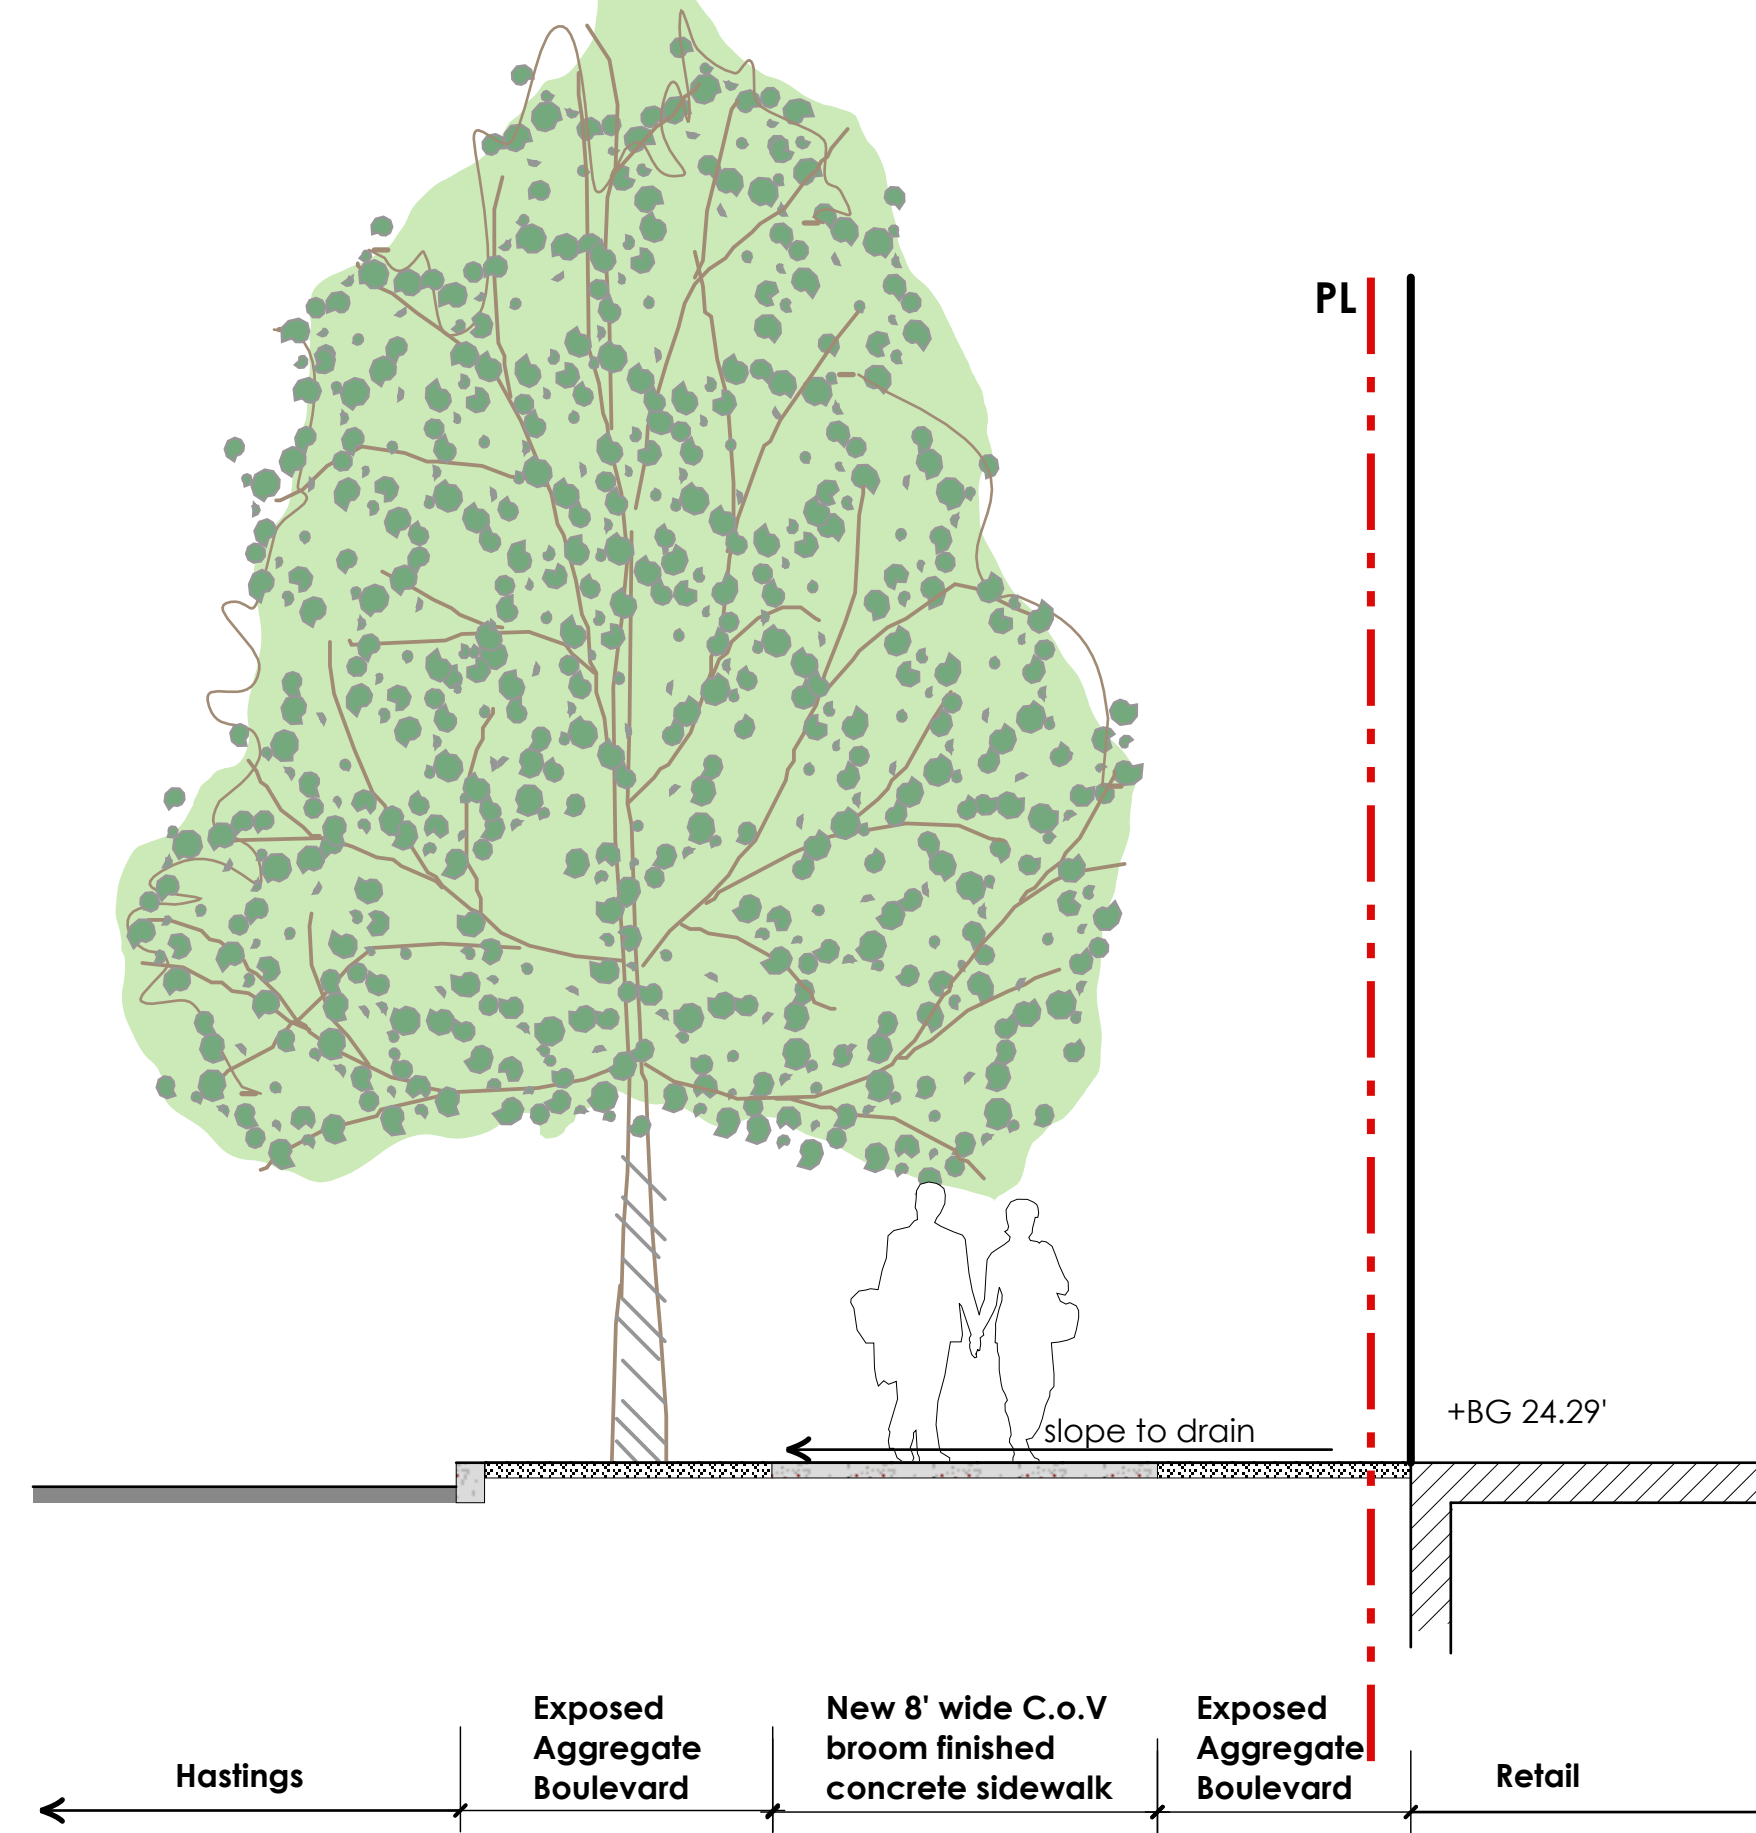 PL
+BG 24.29'
slope to drain
Hastings
Exposed
Aggregate
Boulevard
New 8' wide C.o.V
broom finished
concrete sidewalk
Exposed
Aggregate
Boulevard
Retail